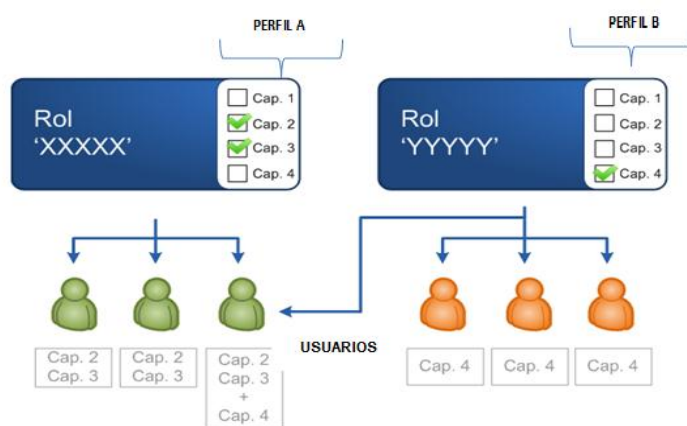 PERFIL A
PERFIL B
Rol
‘XXXXX’
Cap. 1
Cap. 2
Cap. 3
Cap. 4
Rol
‘YYYYY’
Cap. 1
Cap. 2
Cap. 3
Cap. 4
USUARIOS
Cap. 2
Cap. 3
Cap. 2
Cap. 3
Cap. 2
Cap. 3
+
Cap. 4
Cap. 4
Cap. 4
Cap. 4